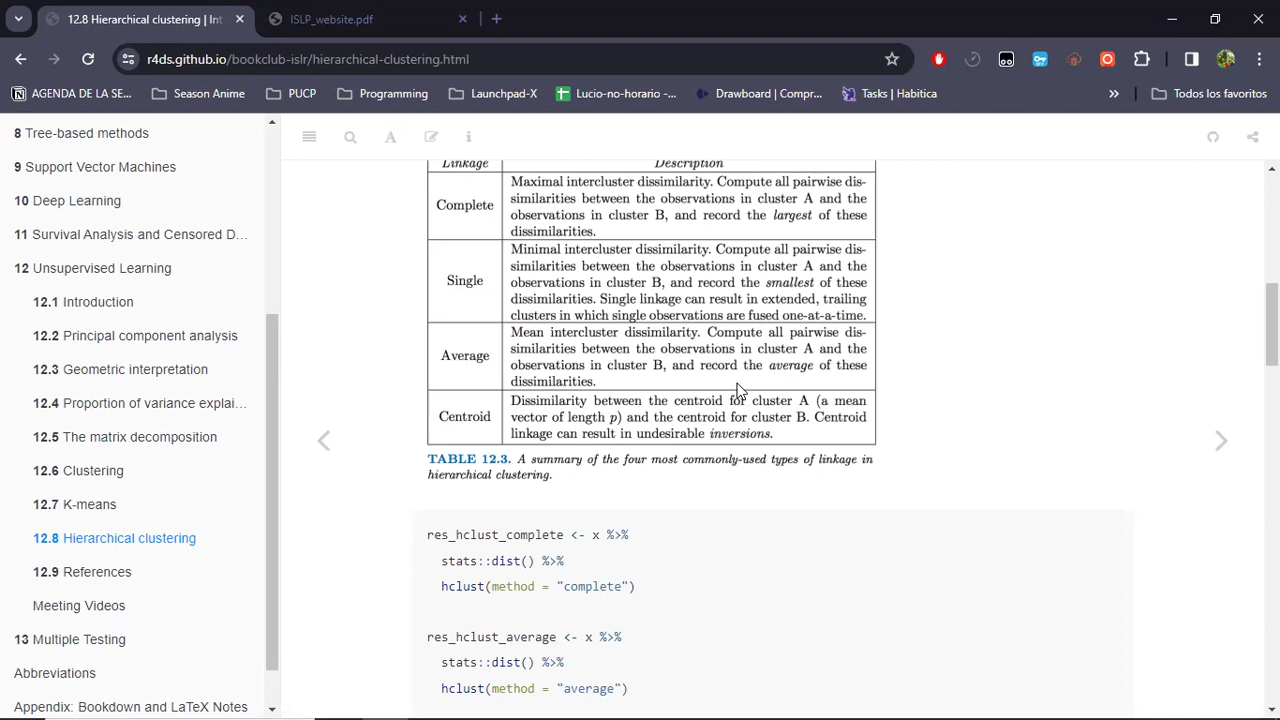 12.8 Hierarchical clustering | Int
ISLP_website.pdf
r4ds.github.io/bookclub-islr/hierarchical-clustering.html
AGENDA DE LA SE...
Season Anime
PUCP
Programming
Launchpad-X
Lucio-no-horario -...
Drawboard | Compr...
Tasks | Habitica
»
Todos los favoritos
8 Tree-based methods
9 Support Vector Machines
10 Deep Learning
11 Survival Analysis and Censored D...
12 Unsupervised Learning
12.1 Introduction
12.2 Principal component analysis
12.3 Geometric interpretation
12.4 Proportion of variance explai...
12.5 The matrix decomposition
12.6 Clustering
12.7 K-means
12.8 Hierarchical clustering
12.9 References
Meeting Videos
13 Multiple Testing
Abbreviations
Appendix: Bookdown and LaTeX Notes
Linkage Description
Complete
Maximal intercluster dissimilarity. Compute all pairwise dis-
similarities between the observations in cluster A and the
observations in cluster B, and record the largest of these
dissimilarities.
Single
Minimal intercluster dissimilarity. Compute all pairwise dis-
similarities between the observations in cluster A and the
observations in cluster B, and record the smallest of these
dissimilarities. Single linkage can result in extended, trailing
clusters in which single observations are fused one-at-a-time.
Average
Mean intercluster dissimilarity. Compute all pairwise dis-
similarities between the observations in cluster A and the
observations in cluster B, and record the average of these
dissimilarities.
Centroid
Dissimilarity between the centroid for cluster A (a mean
vector of length p) and the centroid for cluster B. Centroid
linkage can result in undesirable inversions.
TABLE 12.3. A summary of the four most commonly-used types of linkage in
hierarchical clustering.
res_hclust_complete <- x %>%
stats::dist() %>%
hclust(method = "complete")
res_hclust_average <- x %>%
stats::dist() %>%
hclust(method = "average")